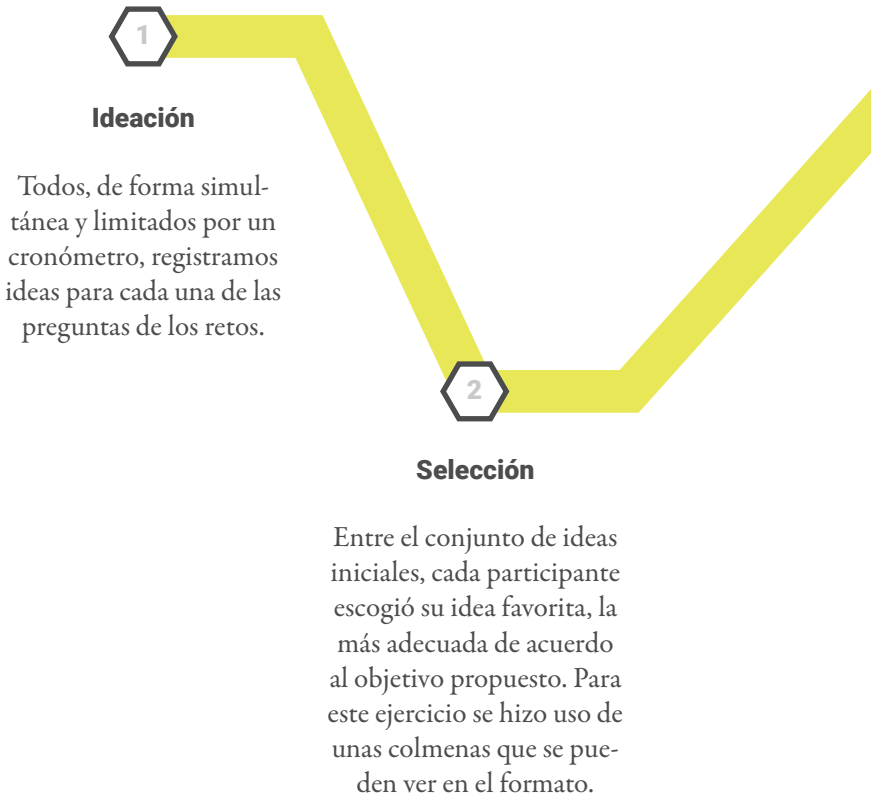 1
Ideación
Todos, de forma simul-
tánea y limitados por un
cronómetro, registramos
ideas para cada una de las
preguntas de los retos.
2
Selección
Entre el conjunto de ideas
iniciales, cada participante
escogió su idea favorita, la
más adecuada de acuerdo
al objetivo propuesto. Para
este ejercicio se hizo uso de
unas colmenas que se pue-
den ver en el formato.